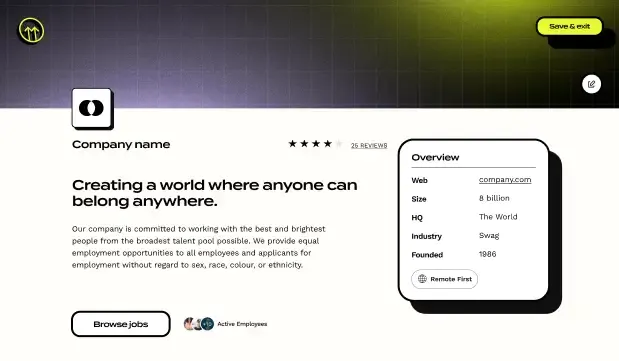 Save & exit
Company name
25 REVIEWS
Creating a world where anyone can
belong anywhere.
Our company is committed to working with the best and brightest
people from the broadest talent pool possible. We provide equal
employment opportunities to all employees and applicants for
employment without regard to sex, race, colour, or ethnicity.
Browse jobs
Active Employees
Overview
Web company.com
Size 8 billion
HQ The World
Industry Swag
Founded 1986
Remote First